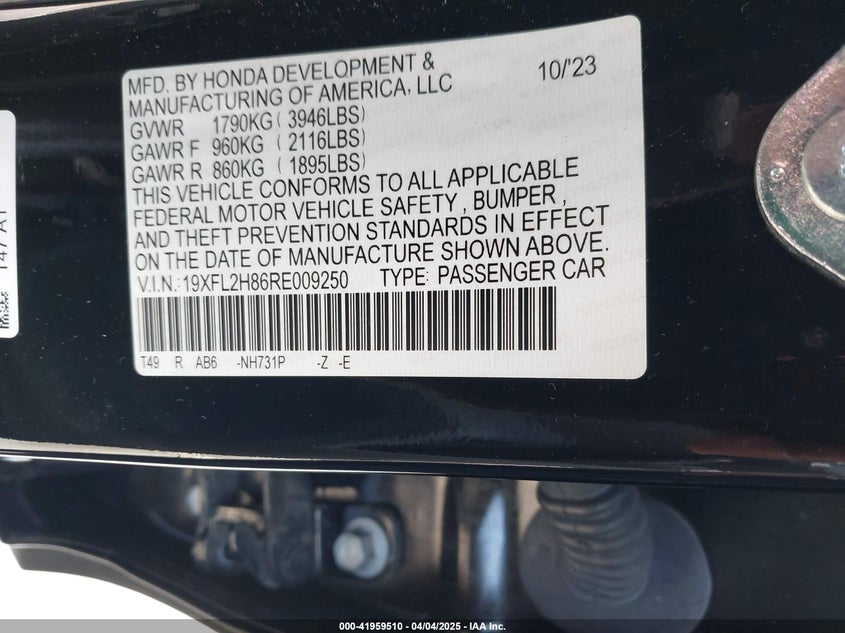 MFD. BY HONDA DEVELOPMENT &
MANUFACTURING OF AMERICA, LLC 10/'23
GVWR 1790KG ( 3946LBS)
GAWR F 960KG ( 2116LBS)
GAWR R 860KG ( 1895LBS)
THIS VEHICLE CONFORMS TO ALL APPLICABLE
FEDERAL MOTOR VEHICLE SAFETY , BUMPER ,
AND THEFT PREVENTION STANDARDS IN EFFECT
ON THE DATE OF MANUFACTURE SHOWN ABOVE.
V.I.N.:19XFL2H86RE009250 TYPE: PASSENGER CAR
T49 R AB6 -NH731P -Z -E
000-41959510 - 04/04/2025 - IAA Inc.